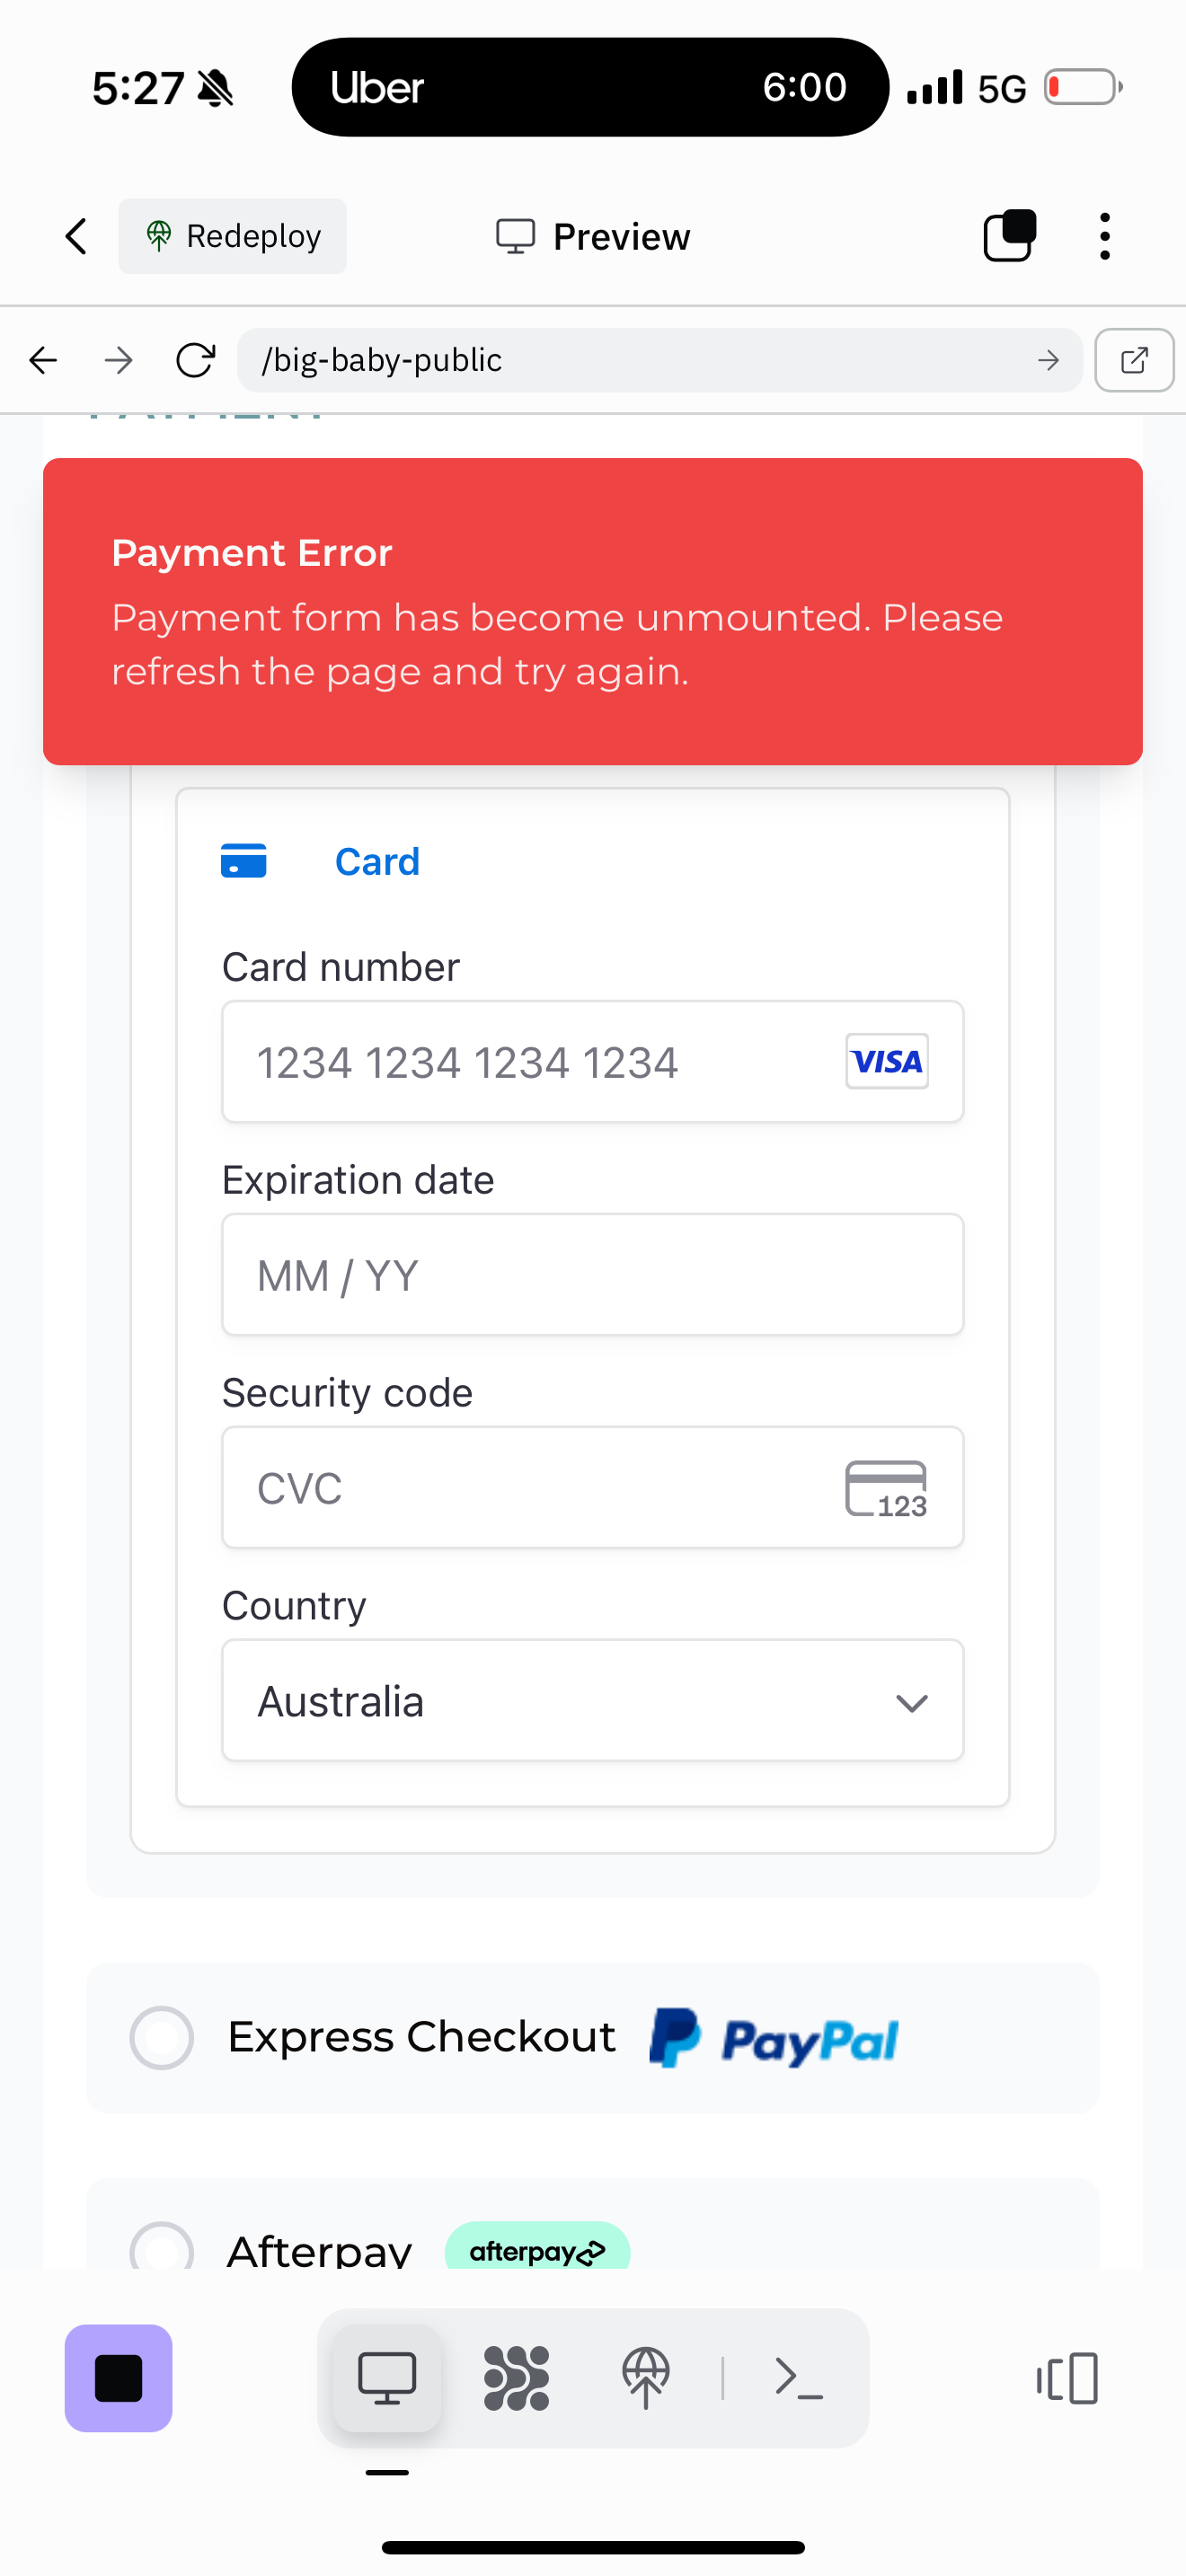 5:27
Uber 6:00
5G
Redeploy
Preview
/big-baby-public
PAYMENT
Payment Error
Payment form has become unmounted. Please
refresh the page and try again.
Card
Card number
1234 1234 1234 1234
VISA
Expiration date
MM / YY
Security code
CVC
123
Country
Australia
Express Checkout
PayPal
Afterpay
afterpay